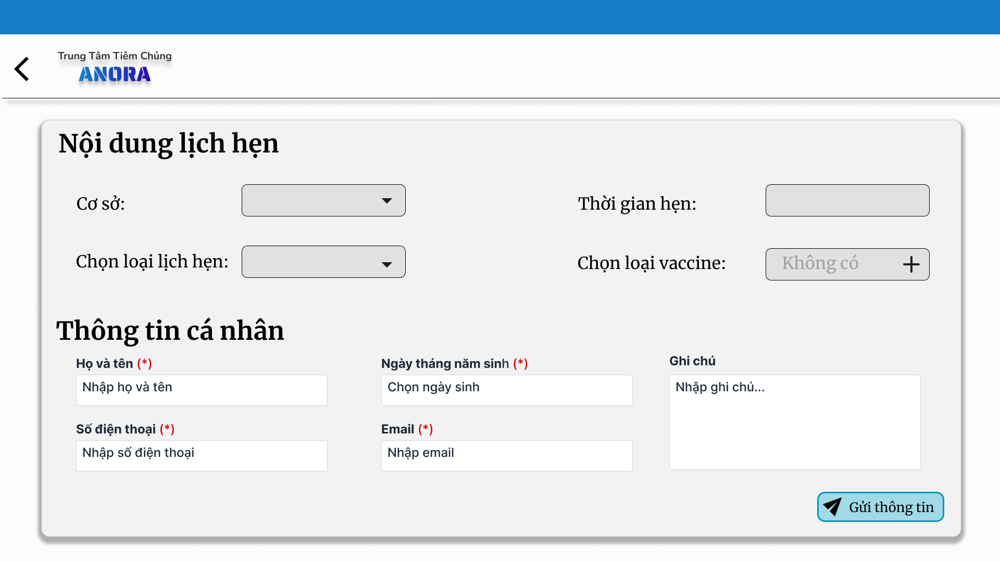 Trung Tâm Tiêm Chủng
ANORA
Nội dung lịch hẹn
Cơ sở:
Thời gian hẹn:
Chọn loại lịch hẹn:
Chọn loại vaccine:
Không có
Thông tin cá nhân
Họ và tên (*)
Nhập họ và tên
Ngày tháng năm sinh (*)
Chọn ngày sinh
Ghi chú
Nhập ghi chú...
Số điện thoại (*)
Nhập số điện thoại
Email (*)
Nhập email
Gửi thông tin